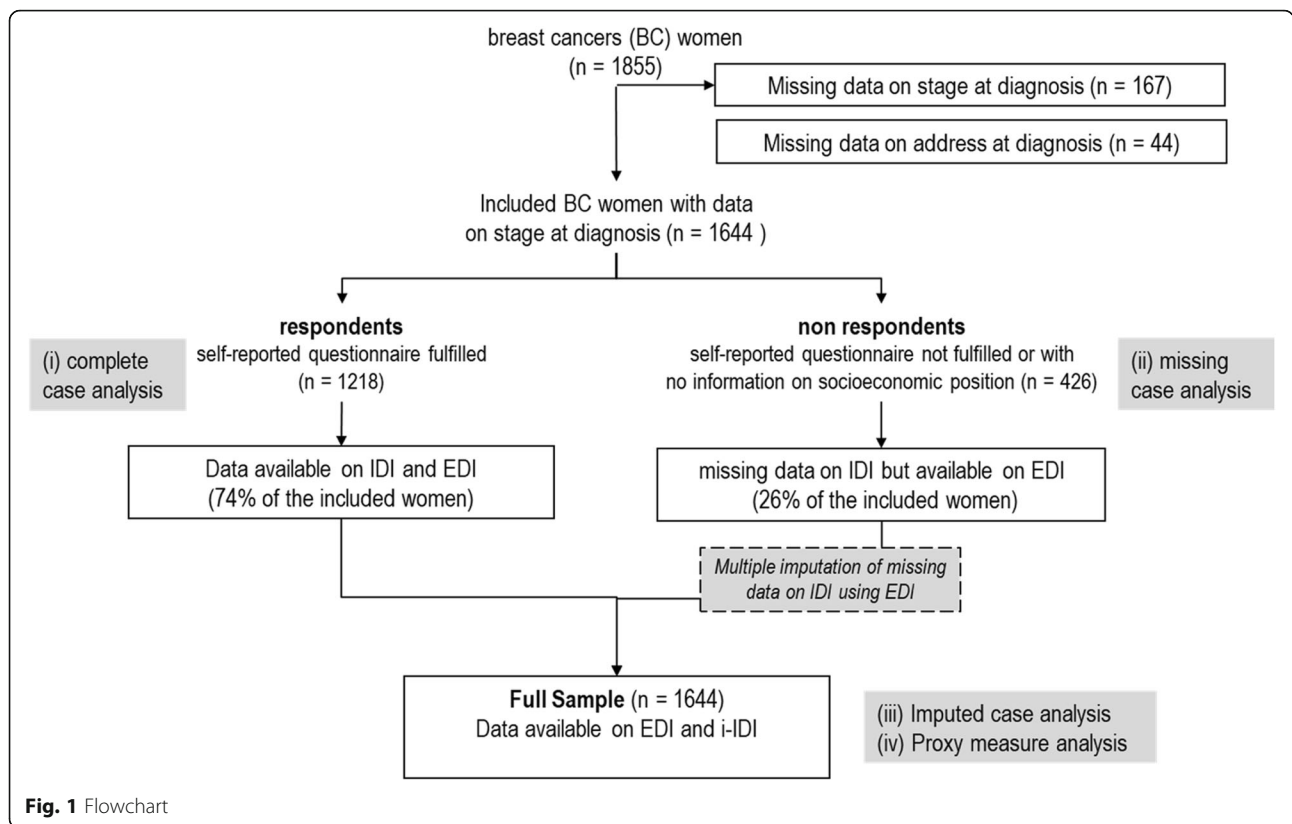 breast cancers (BC) women
(n = 1855)
Missing data on stage at diagnosis (n = 167)
Missing data on address at diagnosis (n = 44)
Included BC women with data
on stage at diagnosis (n = 1644 )
respondents
self-reported questionnaire fulfilled
(n = 1218)
(i) complete
case analysis
non respondents
self-reported questionnaire not fulfilled or with
no information on socioeconomic position (n = 426)
(ii) missing
case analysis
Data available on IDI and EDI
(74% of the included women)
missing data on IDI but available on EDI
(26% of the included women)
Multiple imputation of missing
data on IDI using EDI
Full Sample (n = 1644)
Data available on EDI and i-IDI
(iii) Imputed case analysis
(iv) Proxy measure analysis
Fig. 1 Flowchart